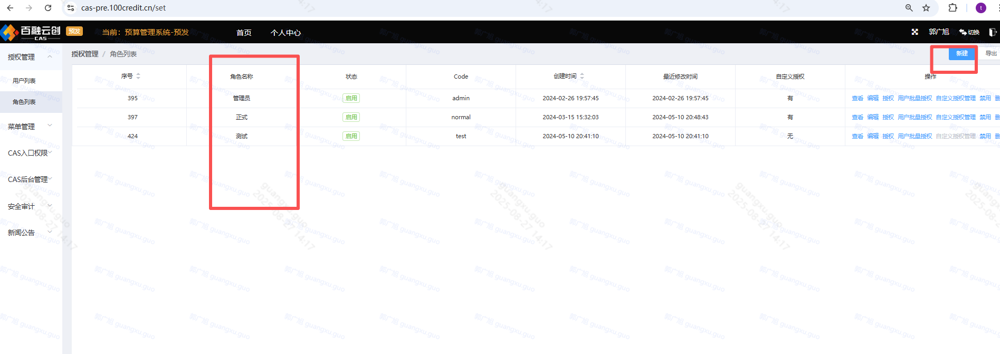 cas-pre.100credit.cn/set
t
百融云创
CAS
预发
当前：预算管理系统-预发
首页
个人中心
郭广旭
切换
授权管理
用户列表
角色列表
菜单管理
CAS入口权限
CAS后台管理
安全审计
新闻公告
授权管理 / 角色列表
新建
导出
序号 角色名称 状态 Code 创建时间 最近修改时间 自定义授权 操作
395 管理员 启用 admin 2024-02-26 19:57:45 2024-02-26 19:57:45 有 查看 编辑 授权 用户批量授权 自定义授权管理 禁用
397 正式 启用 normal 2024-03-15 15:32:03 2024-05-10 20:48:43 有 查看 编辑 授权 用户批量授权 自定义授权管理 禁用
424 测试 启用 test 2024-05-10 20:41:10 2024-05-10 20:41:10 无 查看 编辑 授权 用户批量授权 自定义授权管理 禁用
郭广旭 guangxu.guo
guangxu.guo
2025-08-27 14:17